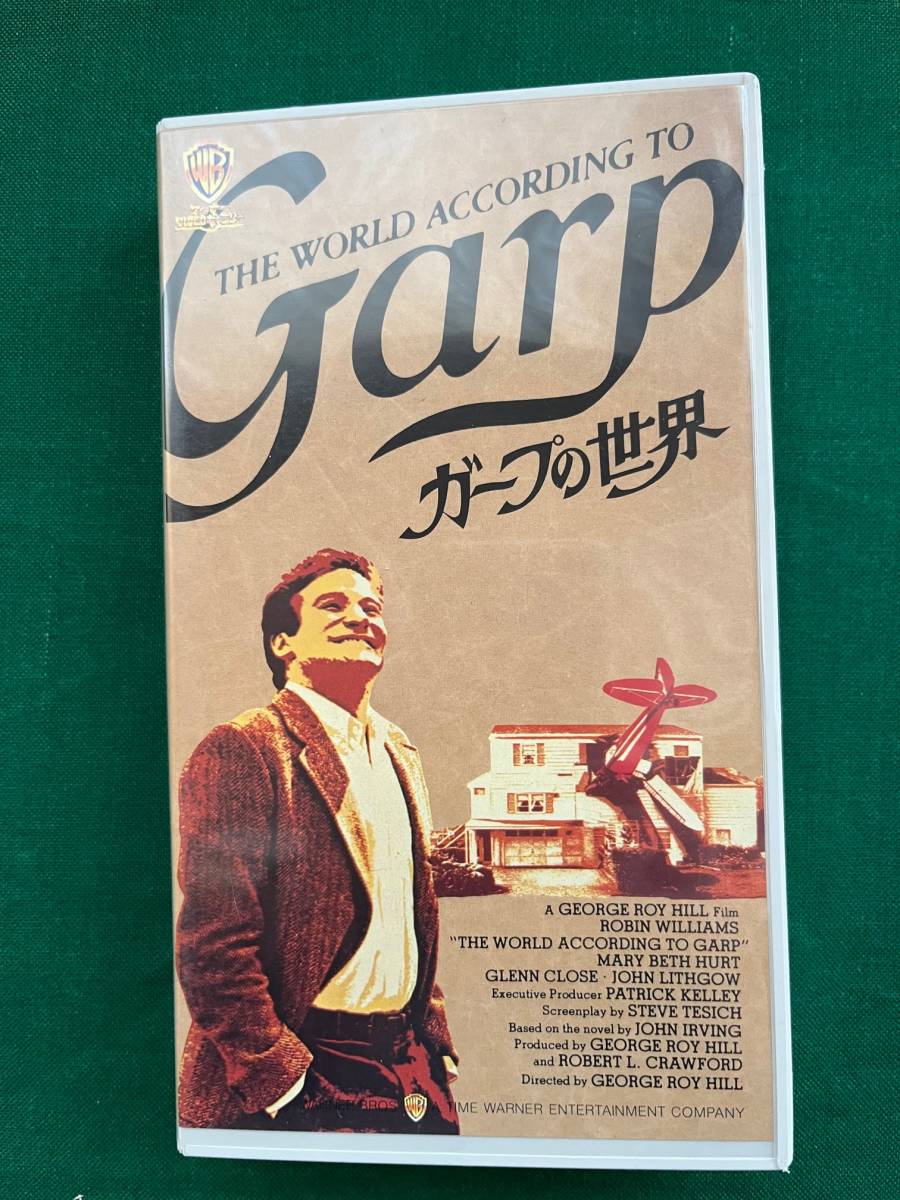 WB
THE WORLD ACCORDING TO
Garp
ガープの世界
A GEORGE ROY HILL Film
ROBIN WILLIAMS
"THE WORLD ACCORDING TO GARP"
MARY BETH HURT
GLENN CLOSE · JOHN LITHGOW
Executive Producer PATRICK KELLEY
Screenplay by STEVE TESICH
Based on the novel by JOHN IRVING
Produced by GEORGE ROY HILL
and ROBERT L. CRAWFORD
Directed by GEORGE ROY HILL
WARNER BROS. A TIME WARNER ENTERTAINMENT COMPANY